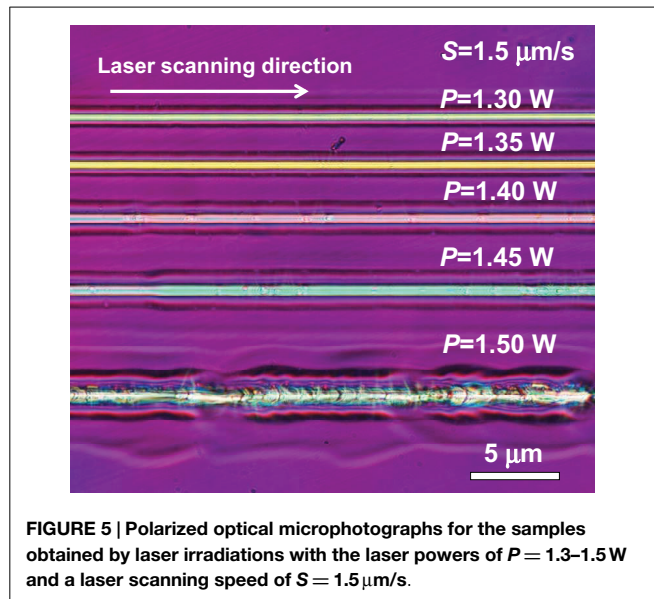 S=1.5 μm/s
Laser scanning direction
P=1.30 W
P=1.35 W
P=1.40 W
P=1.45 W
P=1.50 W
5 μm
FIGURE 5 | Polarized optical microphotographs for the samples
obtained by laser irradiations with the laser powers of P = 1.3–1.5 W
and a laser scanning speed of S = 1.5 μm/s.